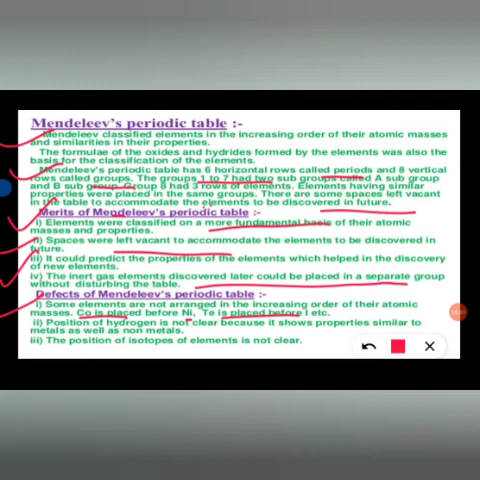 Mendeleev's periodic table :-
Mendeleev classified elements in the increasing order of their atomic masses
and similarities in their properties.
The formulae of the oxides and hydrides formed by the elements was also the
basis for the classification of the elements.
Mendeleev's periodic table has 6 horizontal rows called periods and 8 vertical
rows called groups. The groups 1 to 7 had two sub groups called A sub group
and B sub group. Group 8 had 3 rows of elements. Elements having similar
properties were placed in the same groups. There are some spaces left vacant
in the table to accommodate the elements to be discovered in future.
Merits of Mendeleev's periodic table :-
i) Elements were classified on a more fundamental basis of their atomic
masses and properties.
ii) Spaces were left vacant to accommodate the elements to be discovered in
future.
iii) It could predict the properties of the elements which helped in the discovery
of new elements.
iv) The inert gas elements discovered later could be placed in a separate group
without disturbing the table.
Defects of Mendeleev's periodic table :-
i) Some elements are not arranged in the increasing order of their atomic
masses. Co is placed before Ni, Te is placed before I etc.
ii) Position of hydrogen is not clear because it shows properties similar to
metals as well as non metals.
iii) The position of isotopes of elements is not clear.